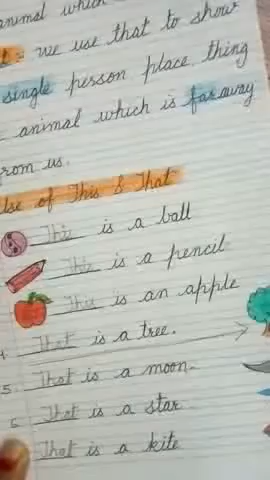 animal which
we use that to show
single person place thing
animal which is far away
from us.
Use of This & That
This is a ball
This is a pencil
This is an apple
4. That is a tree.
5. That is a moon.
6. That is a star
That is a kite